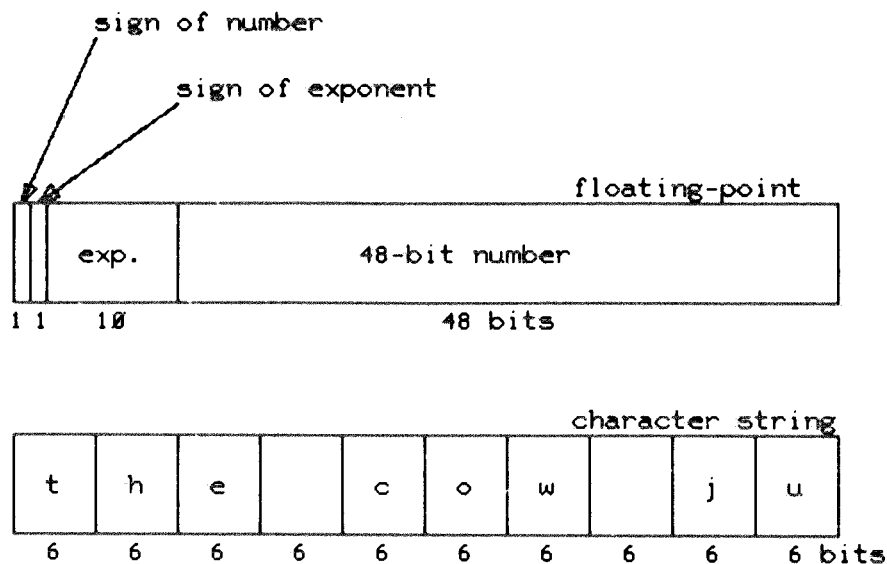 sign of number
sign of exponent
floating-point
exp. 48-bit number
1 1 10 48 bits
character string
t h e c o w j u
6 6 6 6 6 6 6 6 6 6 bits